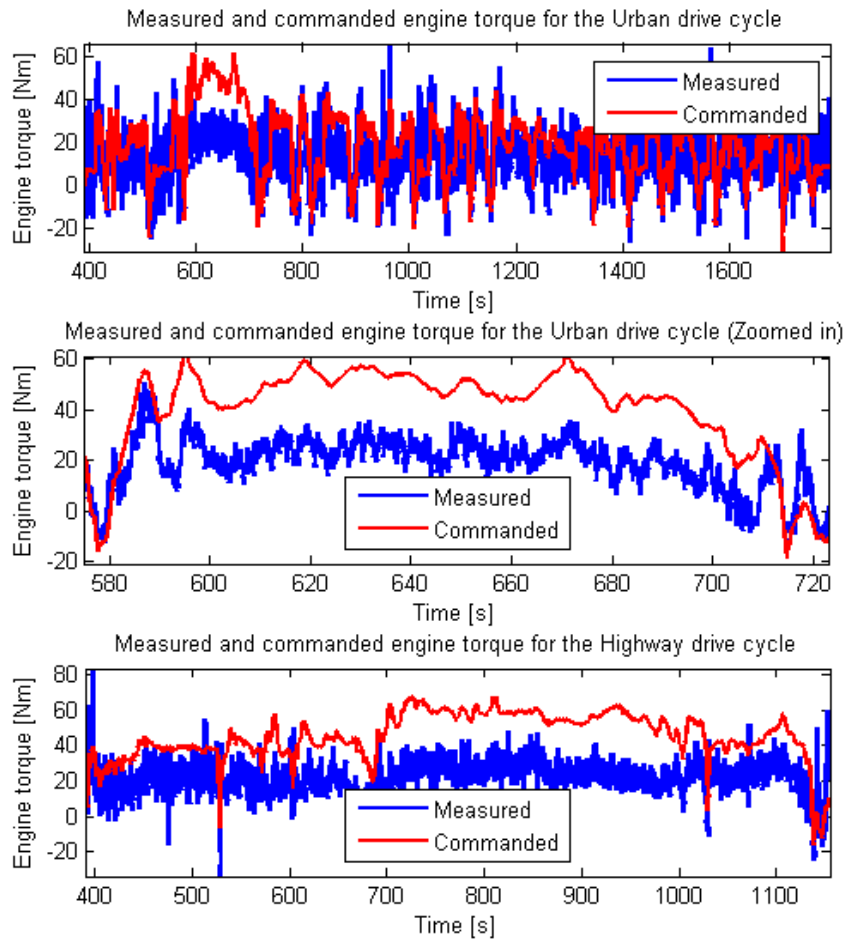 Measured and commanded engine torque for the Urban drive cycle
60
40
20
0
-20
Engine torque [Nm]
Measured
Commanded
400 600 800 1000 1200 1400 1600
Time [s]
Measured and commanded engine torque for the Urban drive cycle (Zoomed in)
60
40
20
0
-20
Engine torque [Nm]
Measured
Commanded
580 600 620 640 660 680 700 720
Time [s]
Measured and commanded engine torque for the Highway drive cycle
80
60
40
20
0
-20
Engine torque [Nm]
Measured
Commanded
400 500 600 700 800 900 1000 1100
Time [s]